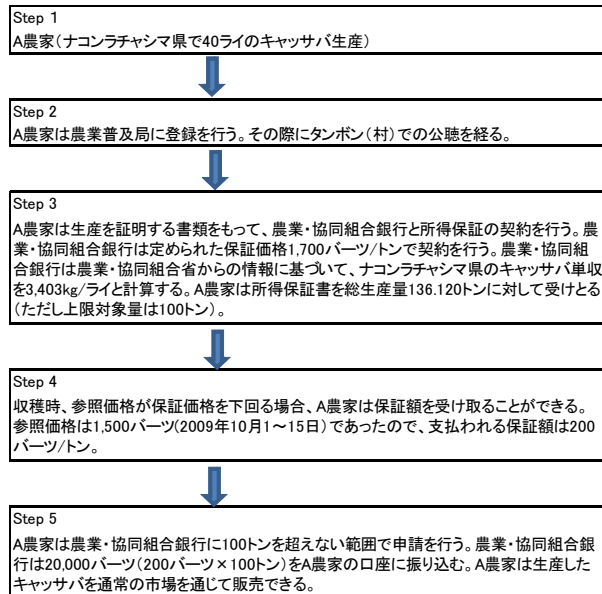 Step 1
A農家（ナコンラチャシマ県で40ライのキャッサバ生産）
Step 2
A農家は農業普及局に登録を行う。その際にタンボン（村）での公聴を経る。
Step 3
A農家は生産を証明する書類をもって、農業・協同組合銀行と所得保証の契約を行う。農
業・協同組合銀行は定められた保証価格1,700バーツ/トンで契約を行う。農業・協同組
合銀行は農業・協同組合省からの情報に基づいて、ナコンラチャシマ県のキャッサバ単収
を3,403kg/ライと計算する。A農家は所得保証書を総生産量136.120トンに対して受けとる
（ただし上限対象量は100トン）。
Step 4
収穫時、参照価格が保証価格を下回る場合、A農家は保証額を受け取ることができる。
参照価格は1,500バーツ(2009年10月1～15日）であったので、支払われる保証額は200
バーツ/トン。
Step 5
A農家は農業・協同組合銀行に100トンを超えない範囲で申請を行う。農業・協同組合銀
行は20,000バーツ（200バーツ×100トン）をA農家の口座に振り込む。A農家は生産した
キャッサバを通常の市場を通じて販売できる。